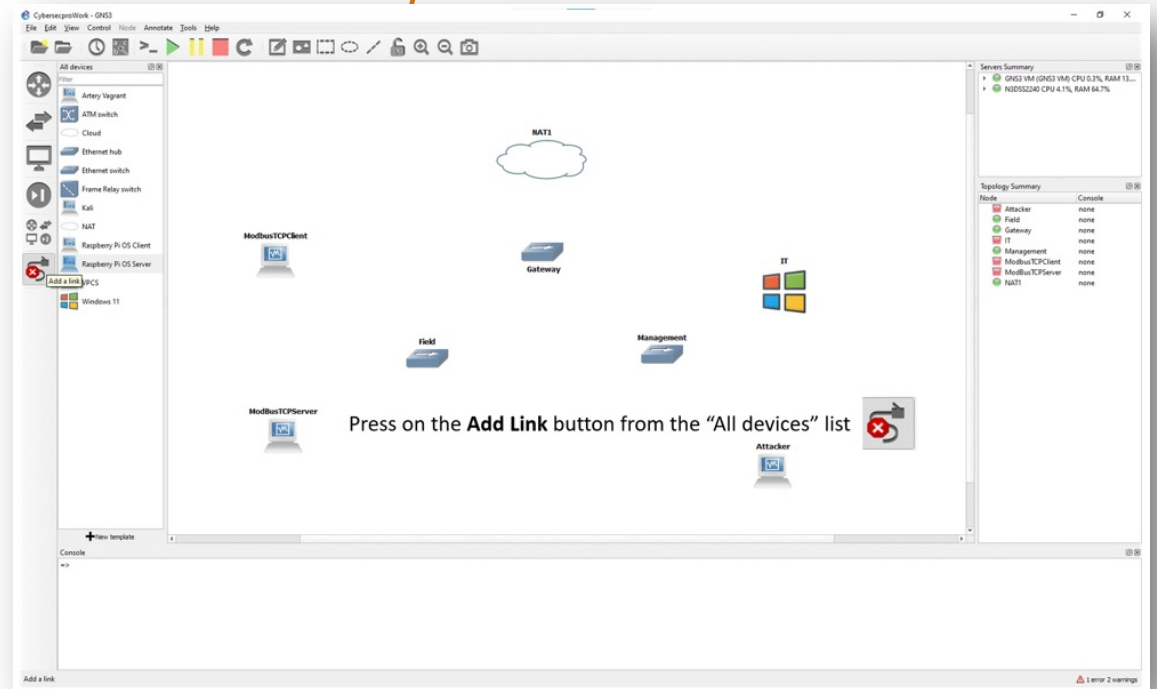 CybersecproWork - GNS3
File Edit View Control Node Annotate Tools Help
All devices
Filter
Artery Vagrant
ATM switch
Cloud
Ethernet hub
Ethernet switch
Frame Relay switch
Kali
NAT
Raspberry Pi OS Client
Raspberry Pi OS Server
VPCS
Windows 11
Add a link
New template
NAT1
ModbusTCPClient
Gateway
IT
Field
Management
ModBusTCPServer
Press on the Add Link button from the “All devices” list
Attacker
Servers Summary
GNS3 VM (GNS3 VM) CPU 0.3%, RAM 13....
N3DSS2240 CPU 4.1%, RAM 64.7%
Topology Summary
Node Console
Attacker none
Field none
Gateway none
IT none
Management none
ModbusTCPClient none
ModBusTCPServer none
NAT1 none
Console
=>
Add a link
1 error 2 warnings